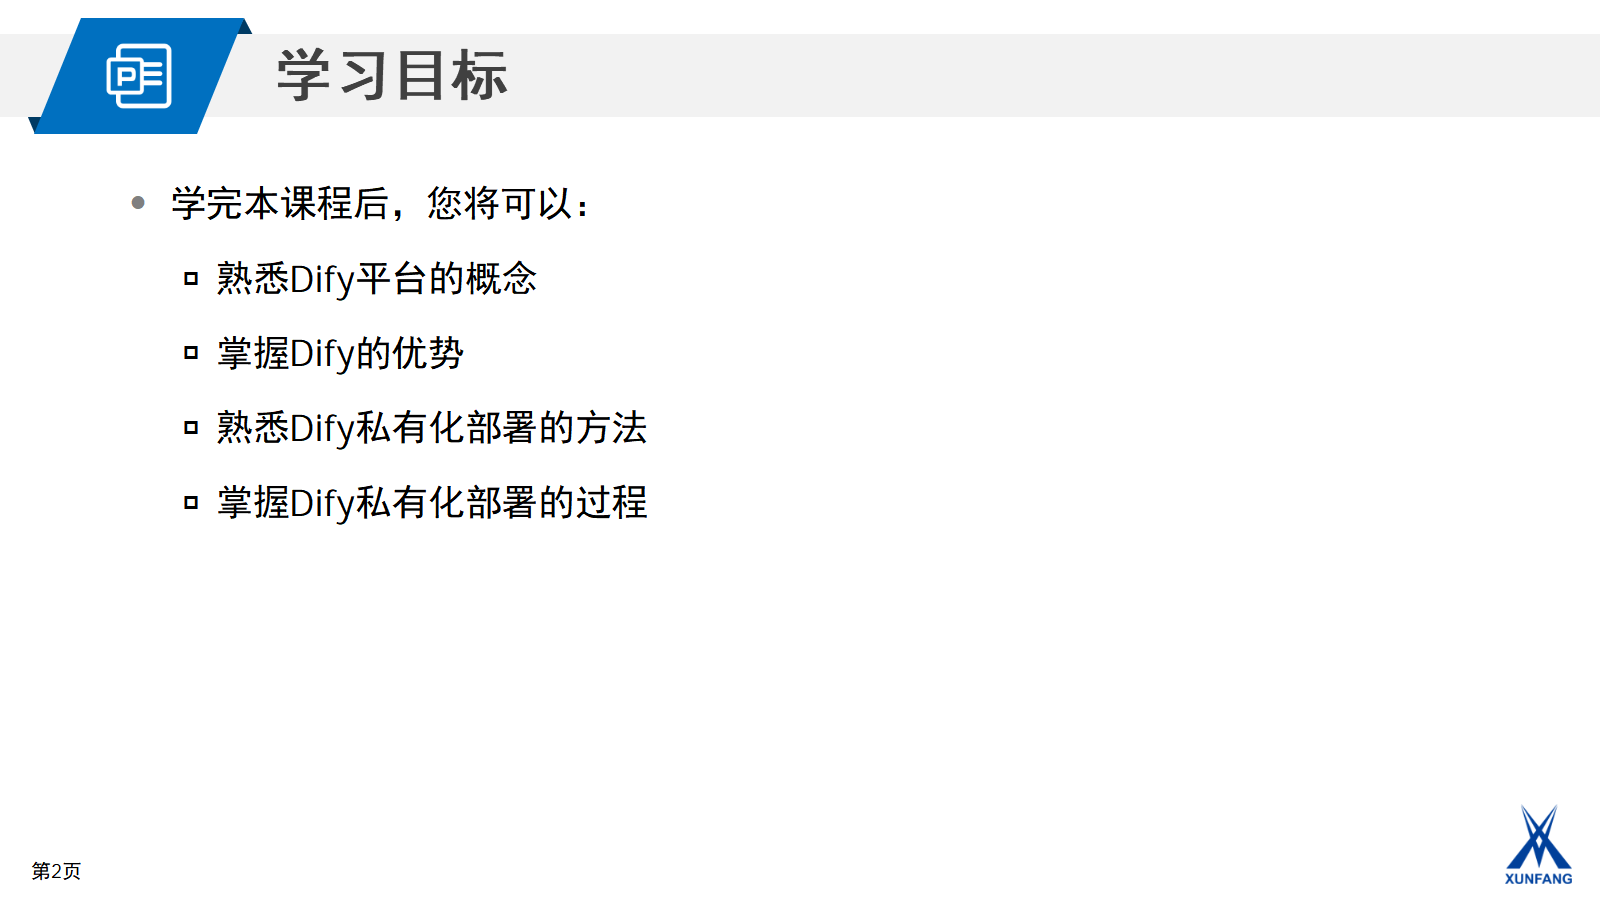 学习目标
学完本课程后，您将可以：
熟悉Dify平台的概念
掌握Dify的优势
熟悉Dify私有化部署的方法
掌握Dify私有化部署的过程
第2页
XUNFANG